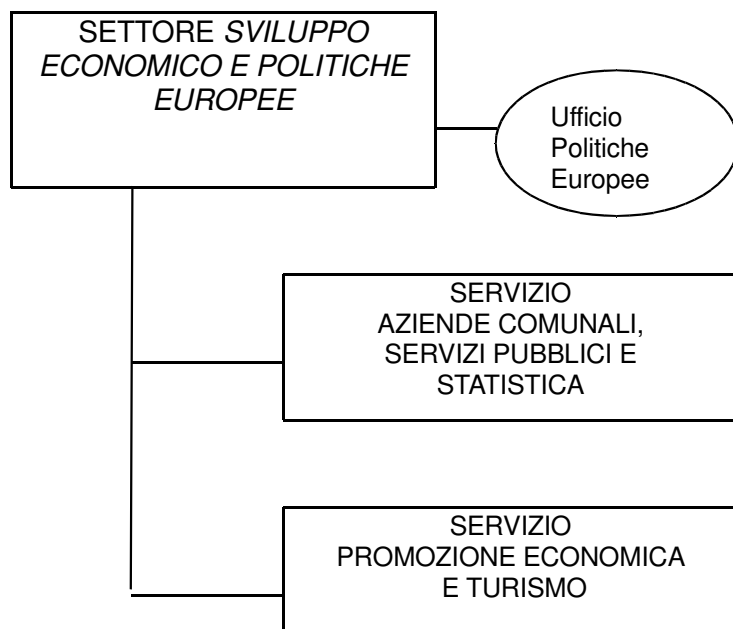 SETTORE SVILUPPO
ECONOMICO E POLITICHE
EUROPEE
Ufficio
Politiche
Europee
SERVIZIO
AZIENDE COMUNALI,
SERVIZI PUBBLICI E
STATISTICA
SERVIZIO
PROMOZIONE ECONOMICA
E TURISMO